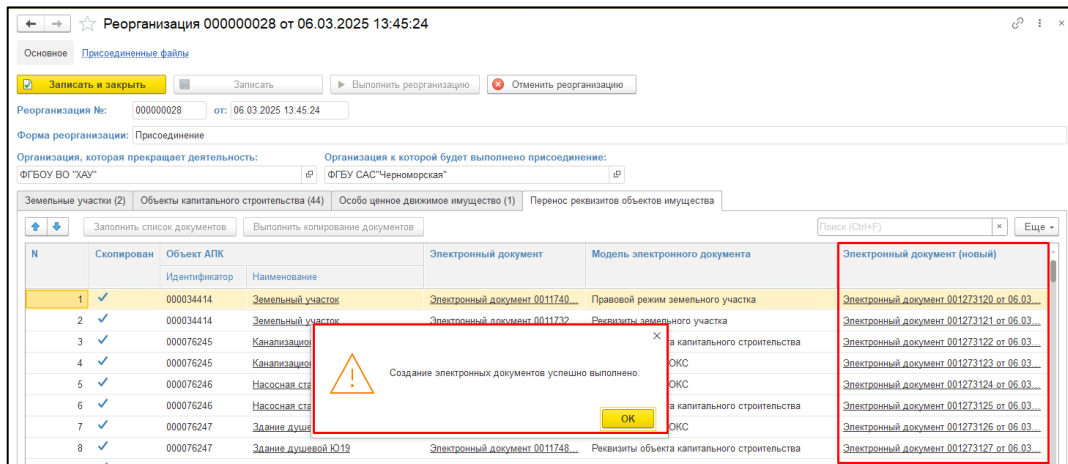 Реорганизация 000000028 от 06.03.2025 13:45:24
Основное Присоединенные файлы
Записать и закрыть Записать Выполнить реорганизацию Отменить реорганизацию
Реорганизация №: 000000028 от: 06.03.2025 13:45:24
Форма реорганизации: Присоединение
Организация, которая прекращает деятельность: Организация к которой будет выполнено присоединение:
ФГБОУ ВО "ХАУ" ФГБУ САС"Черноморская"
Земельные участки (2) Объекты капитального строительства (44) Особо ценное движимое имущество (1) Перенос реквизитов объектов имущества
Заполнить список документов Выполнить копирование документов Поиск (Ctrl+F) × Еще
N Скопирован Объект АПК Электронный документ Модель электронного документа Электронный документ (новый)
Идентификатор Наименование
1 000034414 Земельный участок Электронный документ 0011740... Правовой режим земельного участка Электронный документ 001273120 от 06.03...
2 000034414 Земельный участок Электронный документ 0011732... Реквизиты земельного участка Электронный документ 001273121 от 06.03...
3 000076245 Канализацио а капитального строительства Электронный документ 001273122 от 06.03...
4 000076245 Канализацио ОКС Электронный документ 001273123 от 06.03...
5 000076246 Насосная ста ОКС Электронный документ 001273124 от 06.03...
6 000076246 Насосная ста а капитального строительства Электронный документ 001273125 от 06.03...
7 000076247 Здание душе ОКС Электронный документ 001273126 от 06.03...
8 000076247 Здание душевой Ю19 Электронный документ 0011748... Реквизиты объекта капитального строительства Электронный документ 001273127 от 06.03...
Создание электронных документов успешно выполнено.
ОК